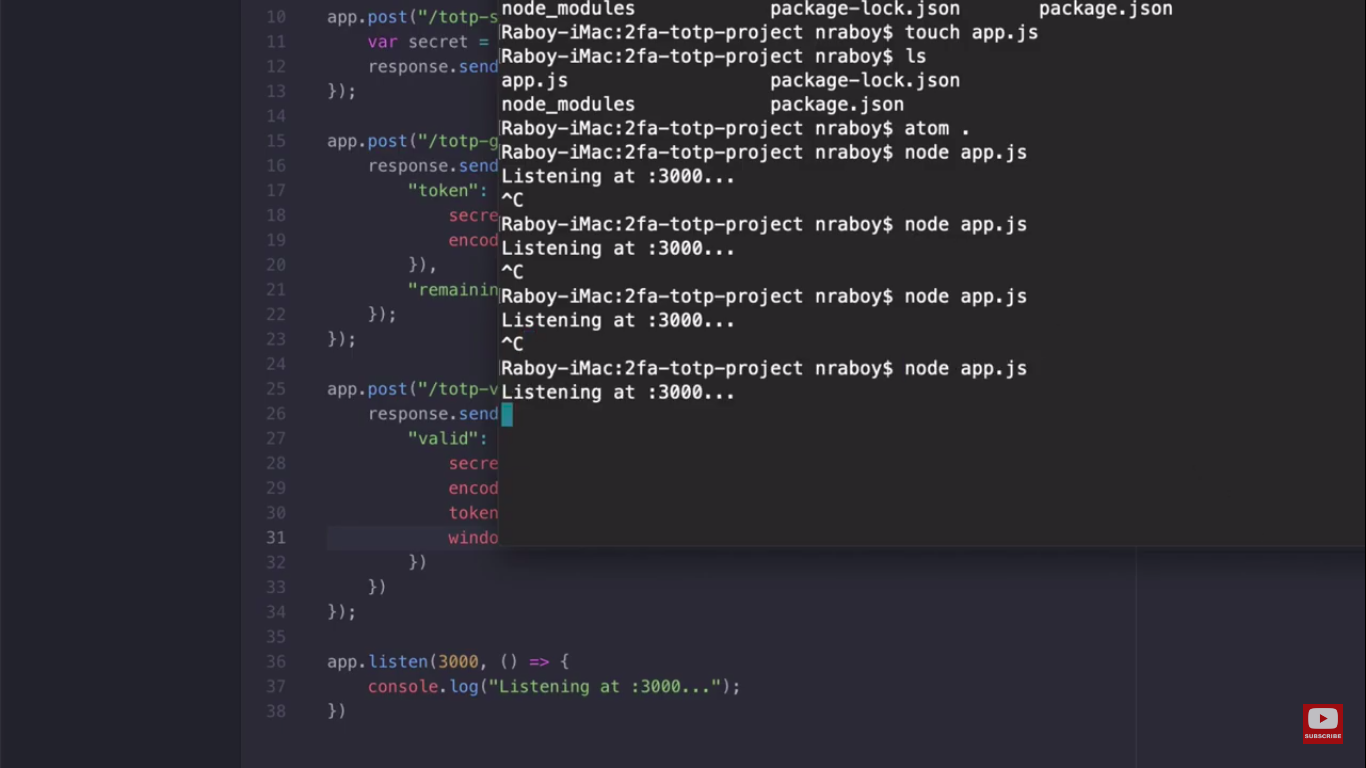 10 app.post("/totp-s
11 var secret =
12 response.send
13 });
14
15 app.post("/totp-g
16 response.send
17 "token":
18 secre
19 encod
20 }),
21 "remainin
22 });
23 });
24
25 app.post("/totp-v
26 response.send
27 "valid":
28 secre
29 encod
30 token
31 windo
32 })
33 })
34 });
35
36 app.listen(3000, () => {
37 console.log("Listening at :3000...");
38 })
node_modules package-lock.json package.json
Raboy-iMac:2fa-totp-project nraboy$ touch app.js
Raboy-iMac:2fa-totp-project nraboy$ ls
app.js package-lock.json
node_modules package.json
Raboy-iMac:2fa-totp-project nraboy$ atom .
Raboy-iMac:2fa-totp-project nraboy$ node app.js
Listening at :3000...
^C
Raboy-iMac:2fa-totp-project nraboy$ node app.js
Listening at :3000...
^C
Raboy-iMac:2fa-totp-project nraboy$ node app.js
Listening at :3000...
^C
Raboy-iMac:2fa-totp-project nraboy$ node app.js
Listening at :3000...
SUBSCRIBE